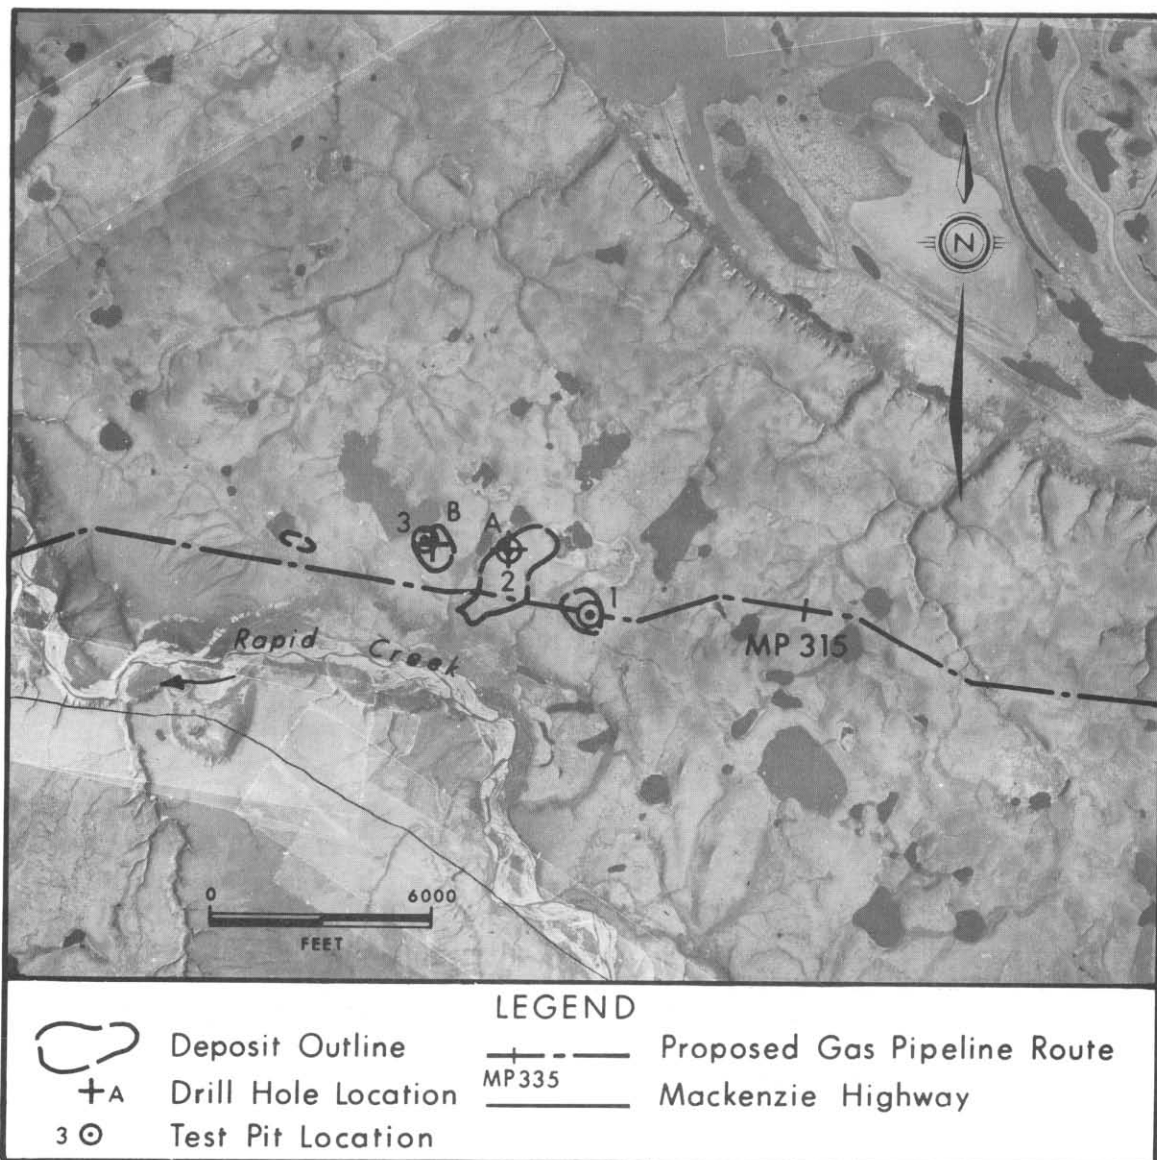 N
3 B A
2
1
MP 315
Rapid Creek
0 6000
FEET
LEGEND
Deposit Outline
Proposed Gas Pipeline Route
MP335
A Drill Hole Location
Mackenzie Highway
3 Test Pit Location